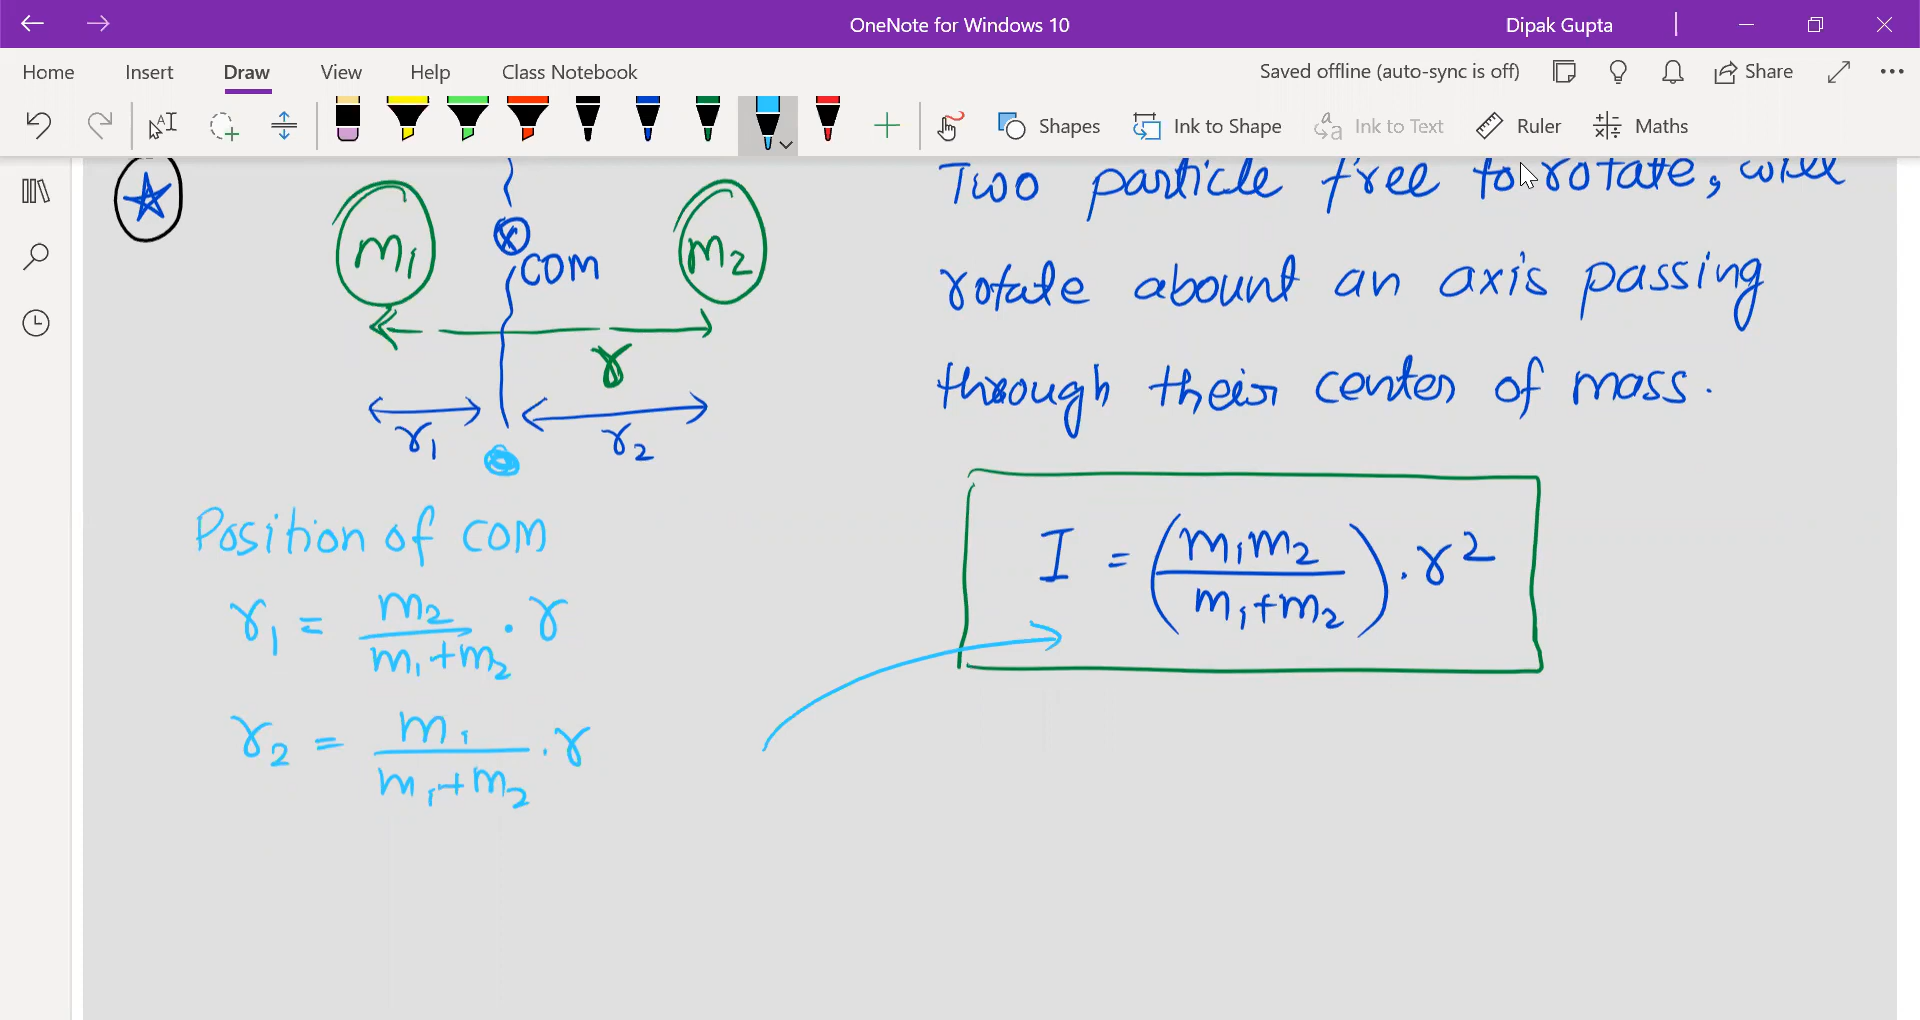 OneNote for Windows 10
Dipak Gupta
Home Insert Draw View Help Class Notebook
Saved offline (auto-sync is off) Share
Shapes Ink to Shape Ink to Text Ruler Maths
Two particle free to rotate, will
rotate abount an axis passing
through their center of mass.
m₁ m₂
COM
r
r₁ r₂
I = (m₁m₂/(m₁+m₂)) . r²
Position of COM
r₁ = m₂/(m₁+m₂) . r
r₂ = m₁/(m₁+m₂) . r